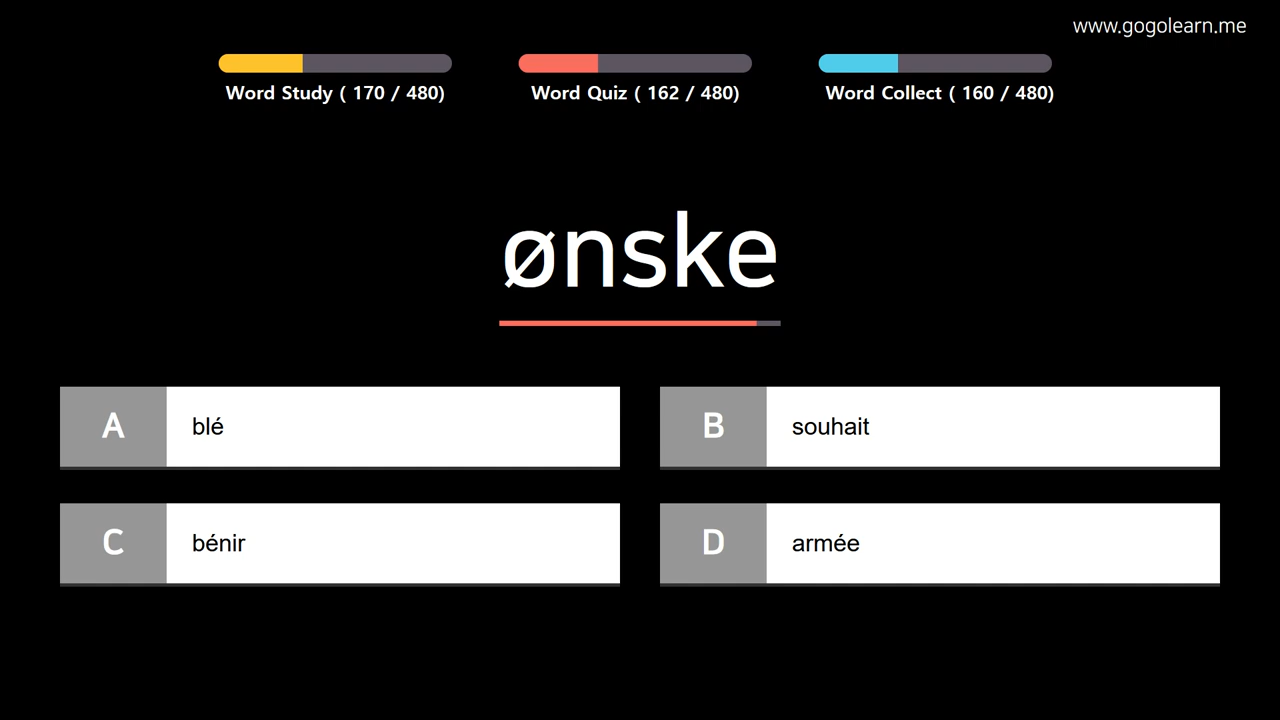 www.gogolearn.me
Word Study ( 170 / 480)
Word Quiz ( 162 / 480)
Word Collect ( 160 / 480)
ønske
A blé
B souhait
C bénir
D armée